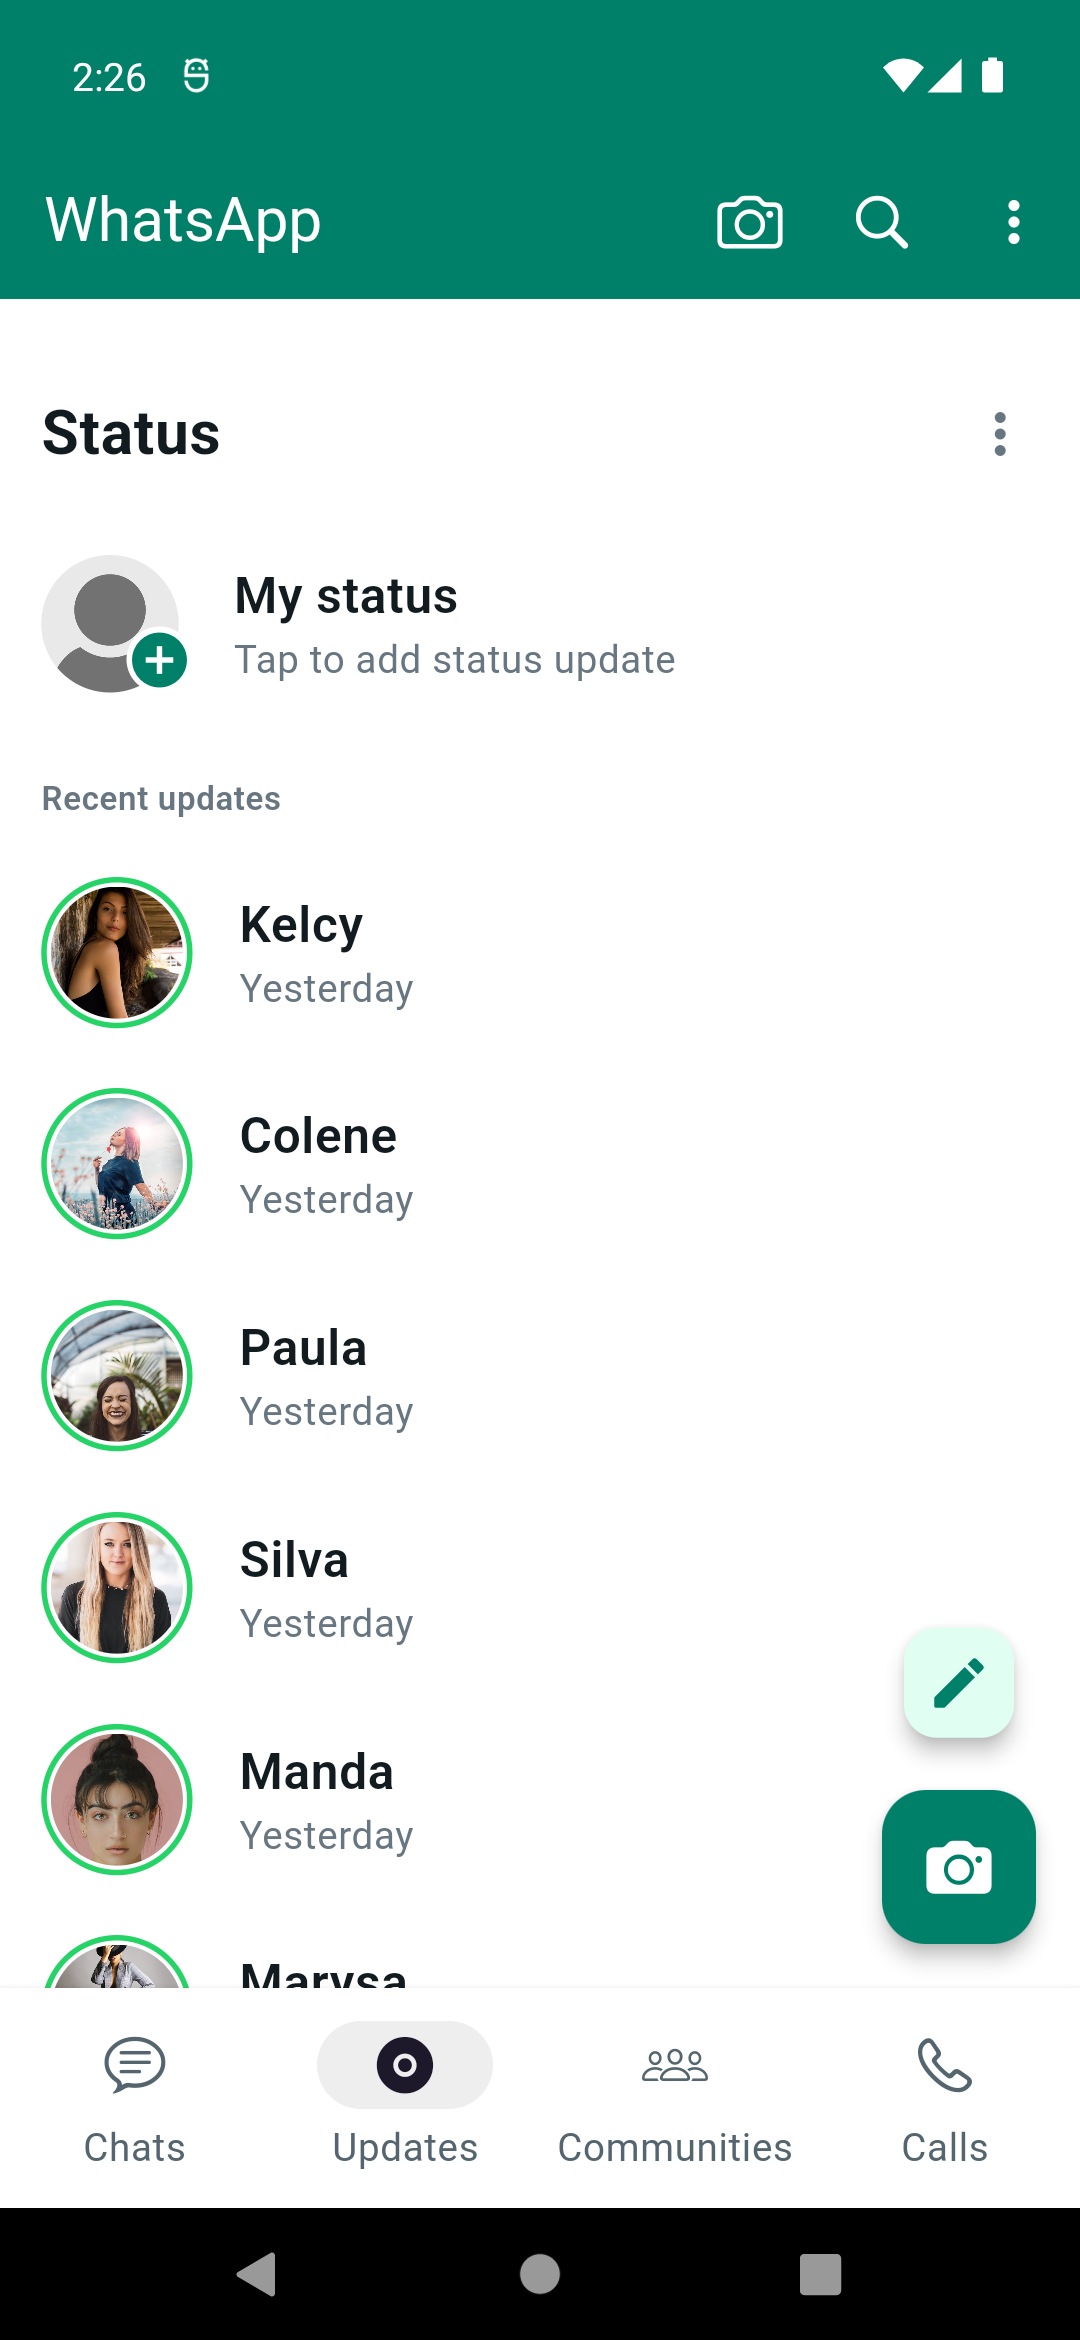 2:26
WhatsApp
Status
My status
Tap to add status update
Recent updates
Kelcy
Yesterday
Colene
Yesterday
Paula
Yesterday
Silva
Yesterday
Manda
Yesterday
Marysa
Chats
Updates
Communities
Calls